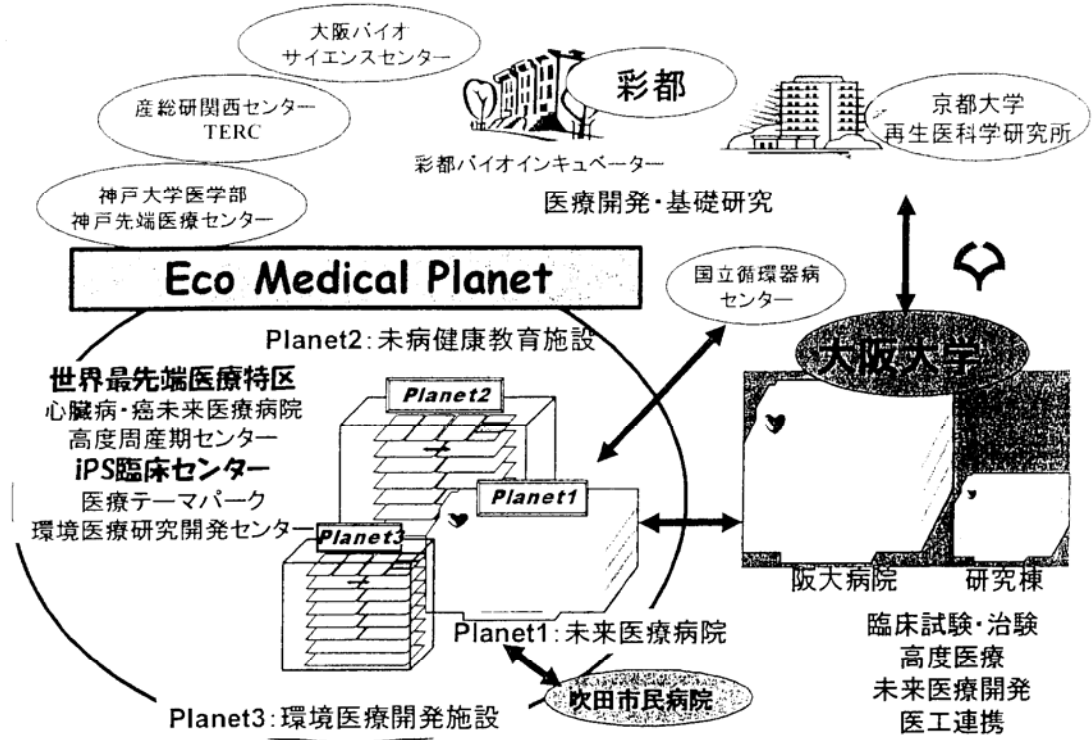 大阪バイオ
サイエンスセンター
彩都
産総研関西センター
TERC
京都大学
再生医科学研究所
彩都バイオインキュベーター
神戸大学医学部
神戸先端医療センター
医療開発・基礎研究
Eco Medical Planet
国立循環器病
センター
Planet2:未病健康教育施設
大阪大学
世界最先端医療特区
心臓病・癌未来医療病院
高度周産期センター
iPS臨床センター
医療テーマパーク
環境医療研究開発センター
Planet2
Planet1
Planet3
阪大病院
研究棟
Planet1:未来医療病院
臨床試験・治験
高度医療
未来医療開発
医工連携
吹田市民病院
Planet3:環境医療開発施設